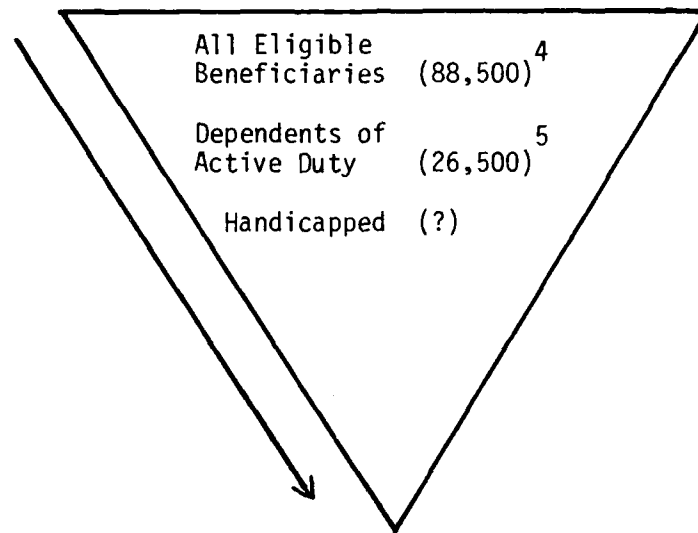 All Eligible
Beneficiaries (88,500)4
Dependents of
Active Duty (26,500)5
Handicapped (?)